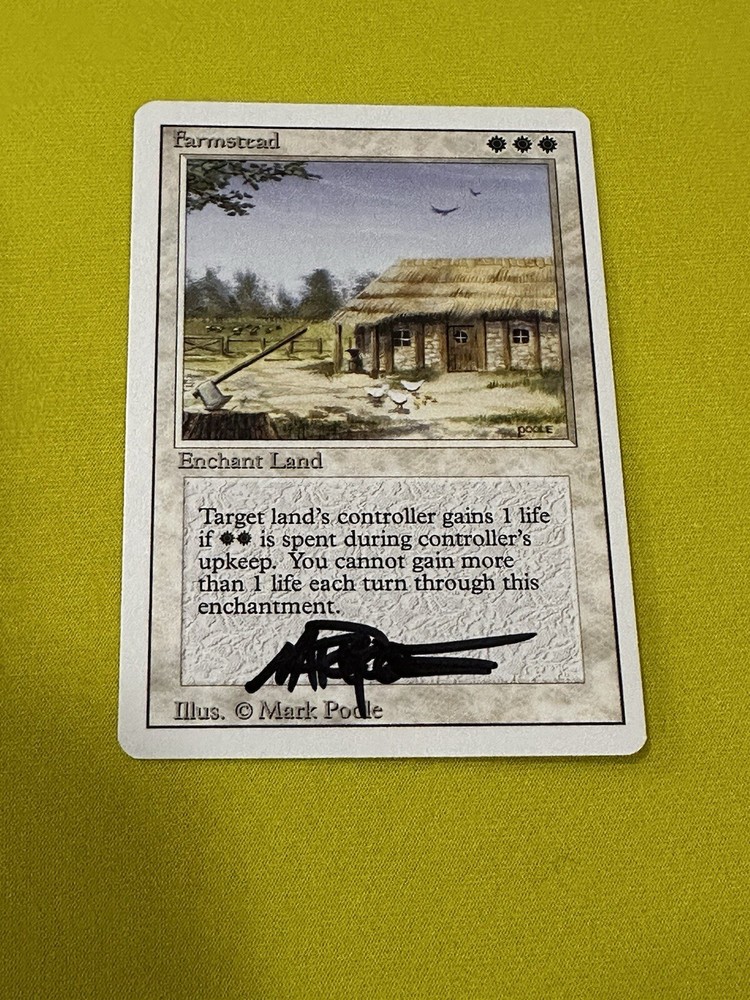 Farmstead
POOLE
Enchant Land
Target land's controller gains 1 life
if is spent during controller's
upkeep. You cannot gain more
than 1 life each turn through this
enchantment.
Illus. © Mark Poole